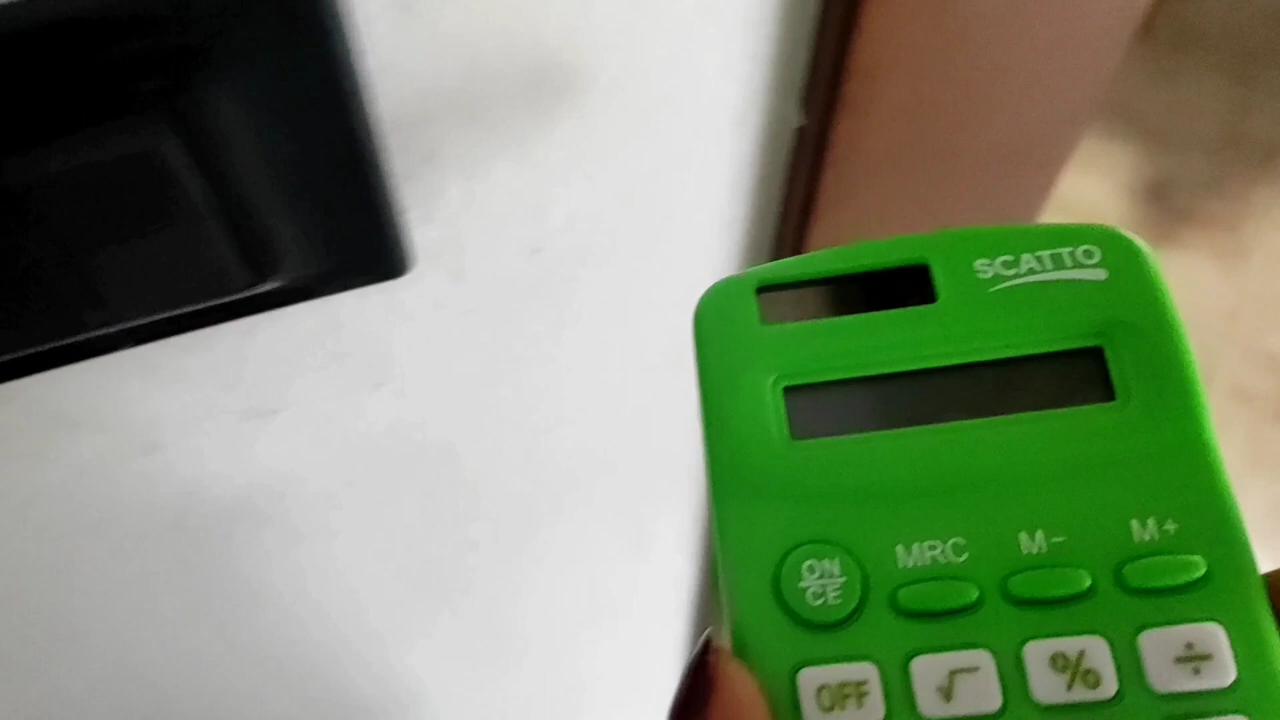 SCATTO
MRC M- M+
ON
CE
OFF √ % ÷